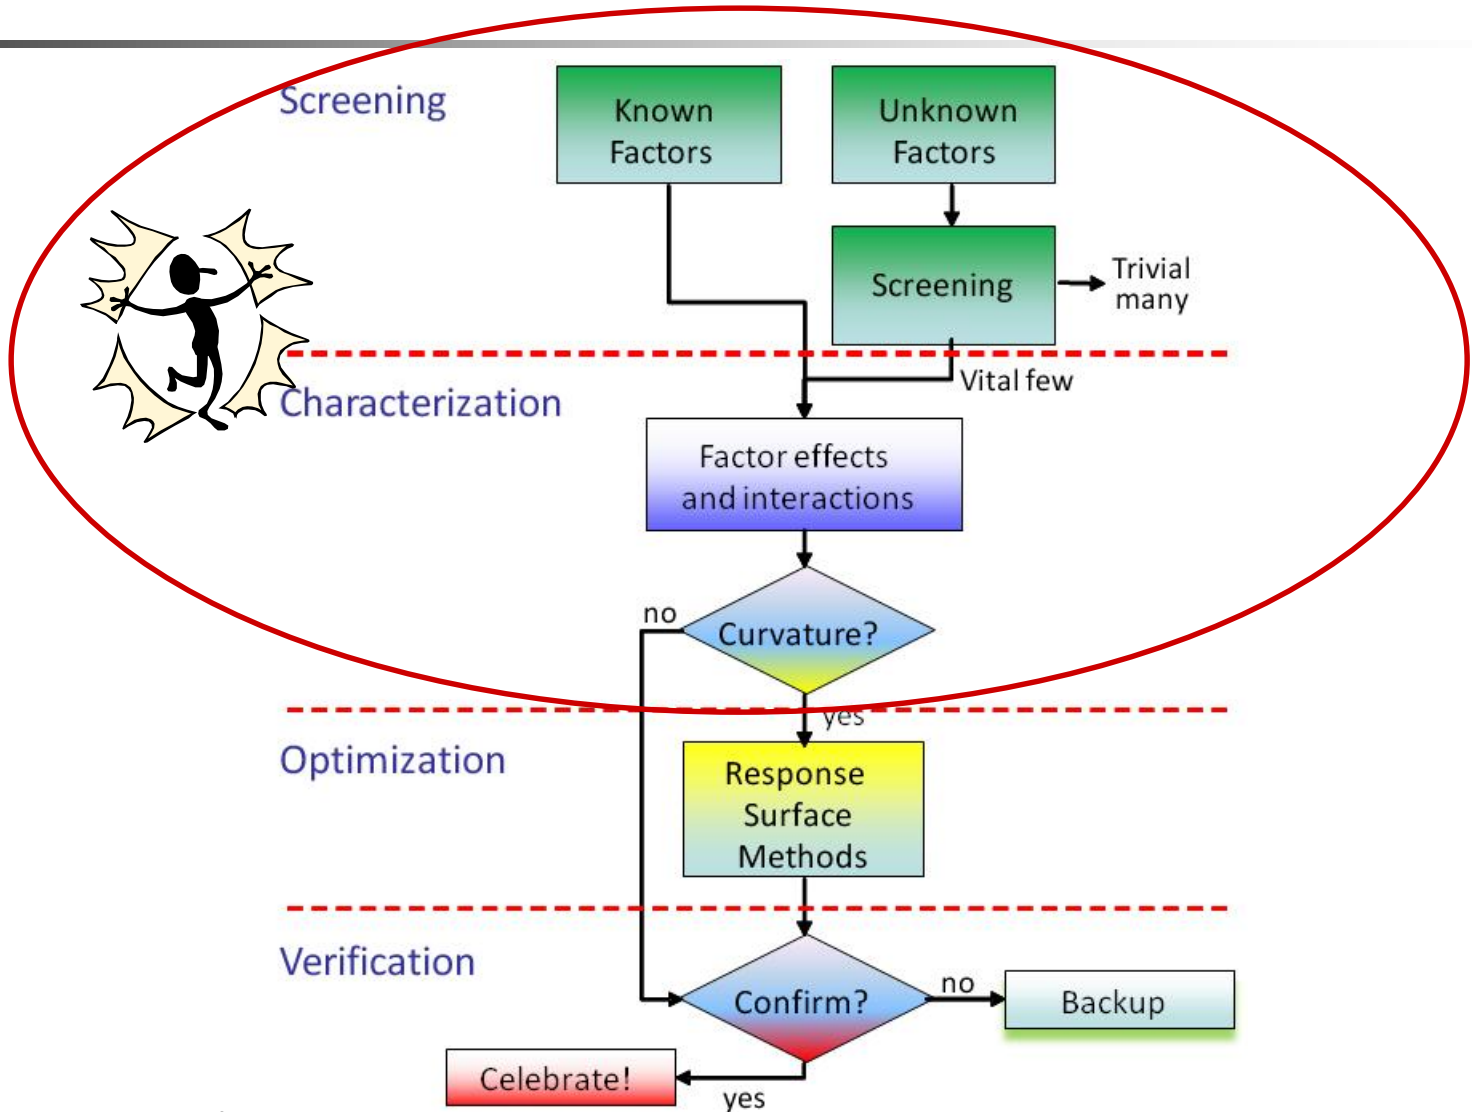 Screening
Known
Factors
Unknown
Factors
Screening
Trivial
many
Vital few
Characterization
Factor effects
and interactions
no
Curvature?
yes
Optimization
Response
Surface
Methods
Verification
Confirm?
no
Backup
Celebrate!
yes